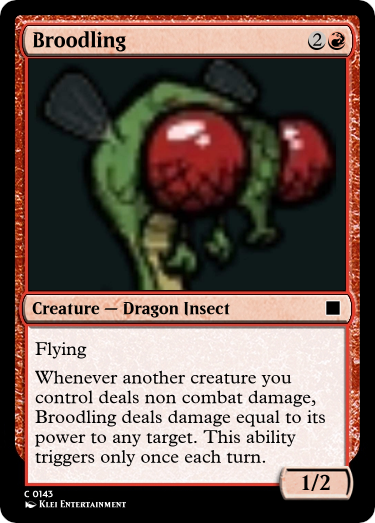 Broodling 2
Creature — Dragon Insect
Flying
Whenever another creature you
control deals non combat damage,
Broodling deals damage equal to its
power to any target. This ability
triggers only once each turn.
1/2
C 0143
Klei Entertainment